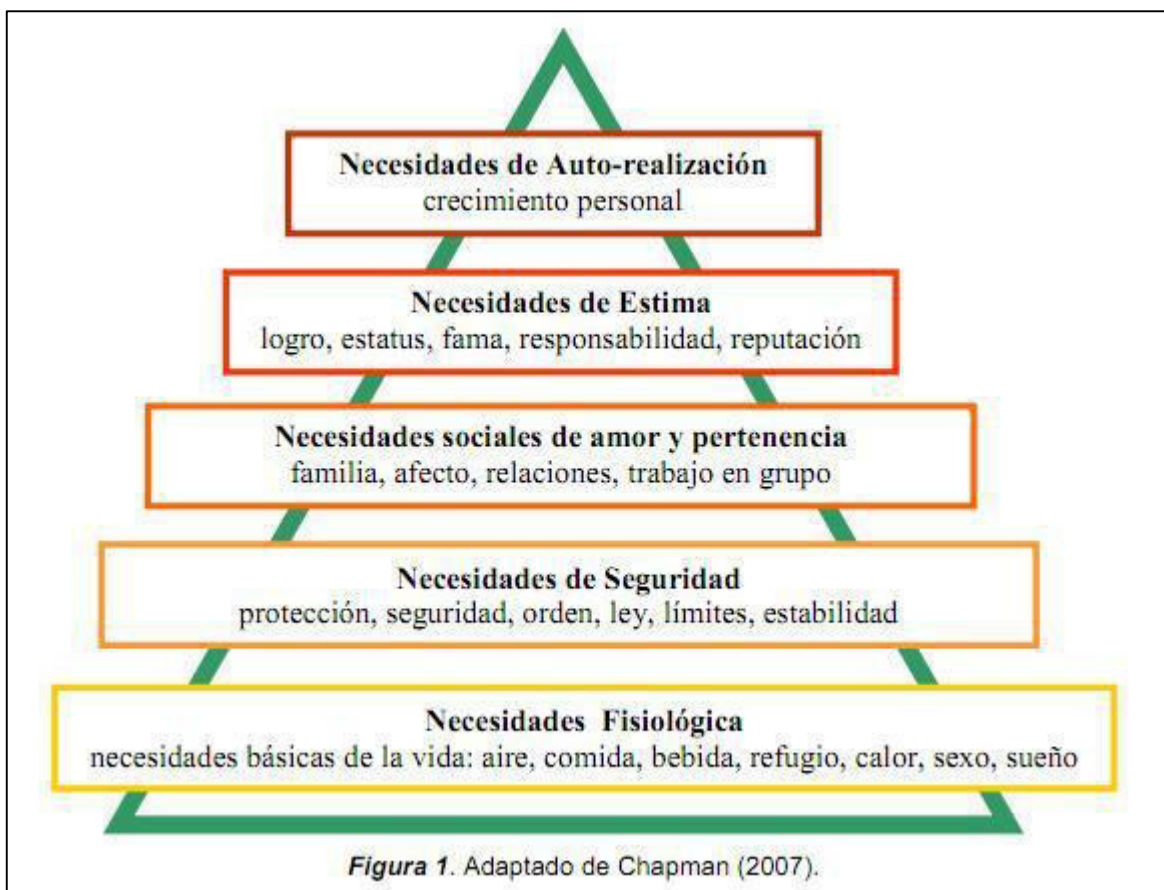 Necesidades de Auto-realización
crecimiento personal
Necesidades de Estima
logro, estatus, fama, responsabilidad, reputación
Necesidades sociales de amor y pertenencia
familia, afecto, relaciones, trabajo en grupo
Necesidades de Seguridad
protección, seguridad, orden, ley, límites, estabilidad
Necesidades Fisiológica
necesidades básicas de la vida: aire, comida, bebida, refugio, calor, sexo, sueño
Figura 1. Adaptado de Chapman (2007).